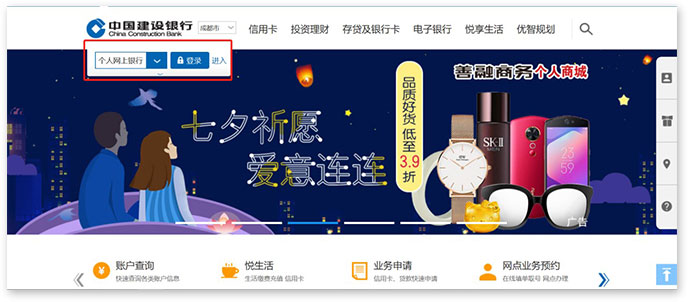 中国建设银行
China Construction Bank
成都市
信用卡 投资理财 存贷及银行卡 电子银行 悦享生活 优智规划
个人网上银行 登录 进入
善融商务个人商城
品质好货 低至3.9折
七夕祈愿
爱意连连
SK-II
广告
账户查询
快速查询各类账户信息
悦生活
生活缴费充值 信用卡
业务申请
信用卡、贷款快速申请
网点业务预约
在线填单取号 网点办理